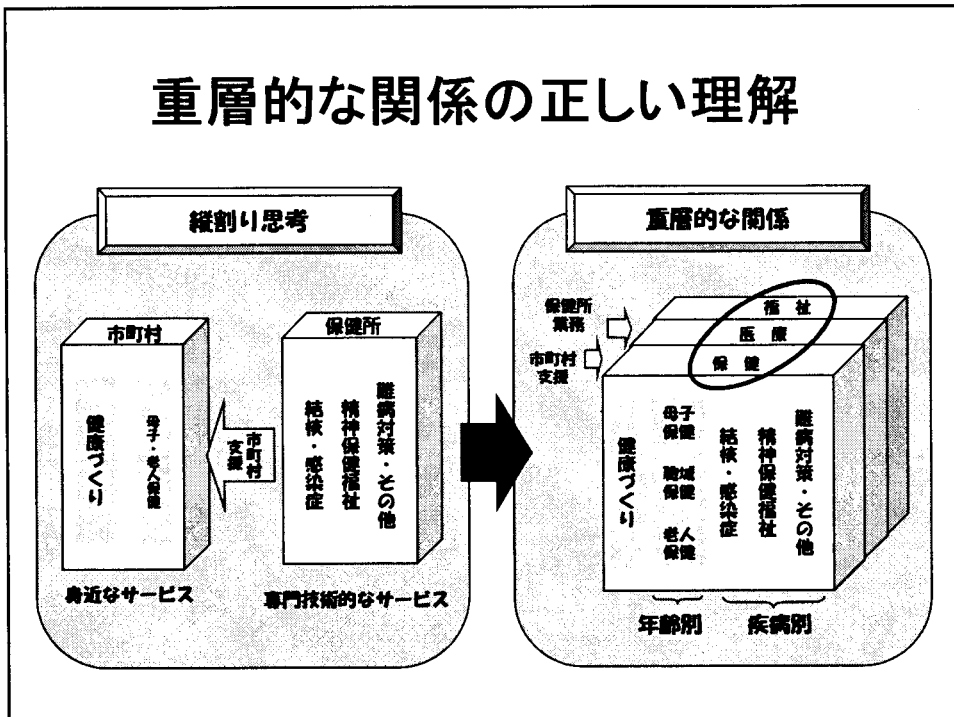 重層的な関係の正しい理解
縦割り思考
市町村
健康づくり
母子・老人保健
身近なサービス
市町村
支援
保健所
結核・感染症
精神保健福祉
難病対策・その他
専門技術的なサービス
重層的な関係
保健所
業務
市町村
支援
福祉
医療
保健
健康づくり
母子
保健
職域
保健
老人
保健
結核・感染症
精神保健福祉
難病対策・その他
年齢別
疾病別